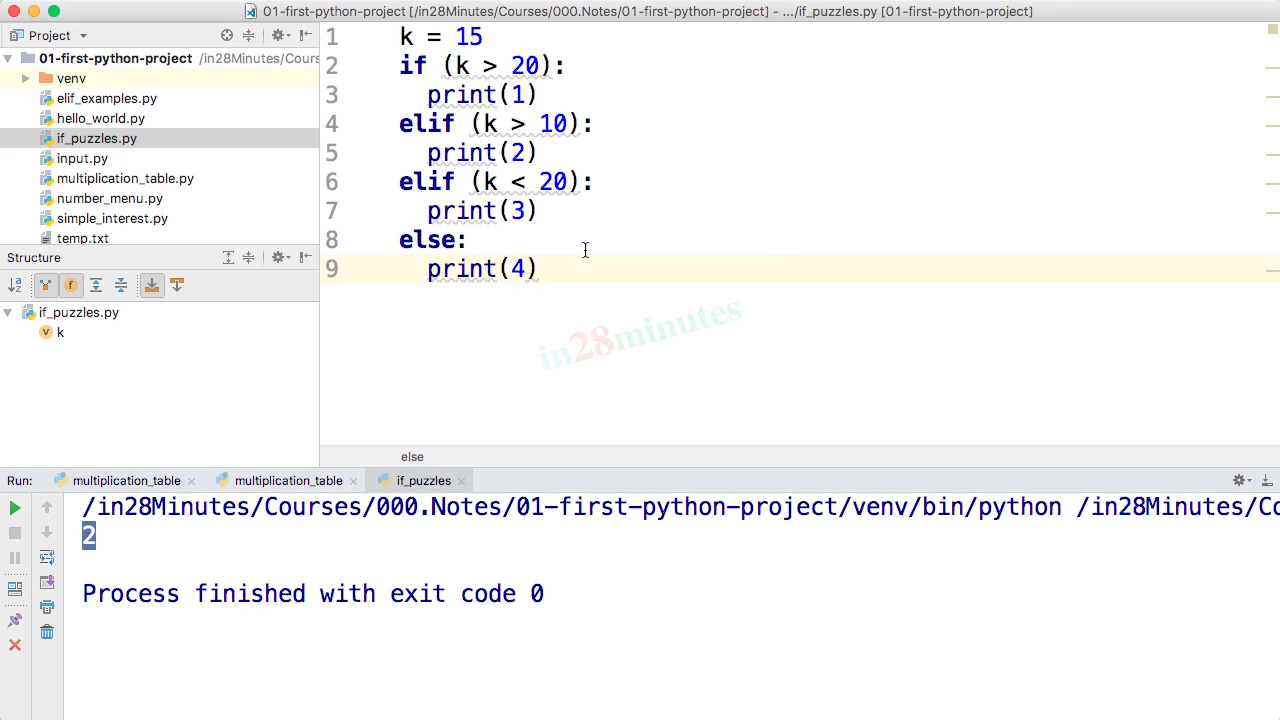 01-first-python-project [/in28Minutes/Courses/000.Notes/01-first-python-project] - .../if_puzzles.py [01-first-python-project]
Project
01-first-python-project /in28Minutes/Cours
venv
elif_examples.py
hello_world.py
if_puzzles.py
input.py
multiplication_table.py
number_menu.py
simple_interest.py
temp.txt
Structure
if_puzzles.py
v k
1 k = 15
2 if (k > 20):
3 print(1)
4 elif (k > 10):
5 print(2)
6 elif (k < 20):
7 print(3)
8 else:
9 print(4)
in28minutes
else
Run: multiplication_table multiplication_table if_puzzles
/in28Minutes/Courses/000.Notes/01-first-python-project/venv/bin/python /in28Minutes/Co
2
Process finished with exit code 0